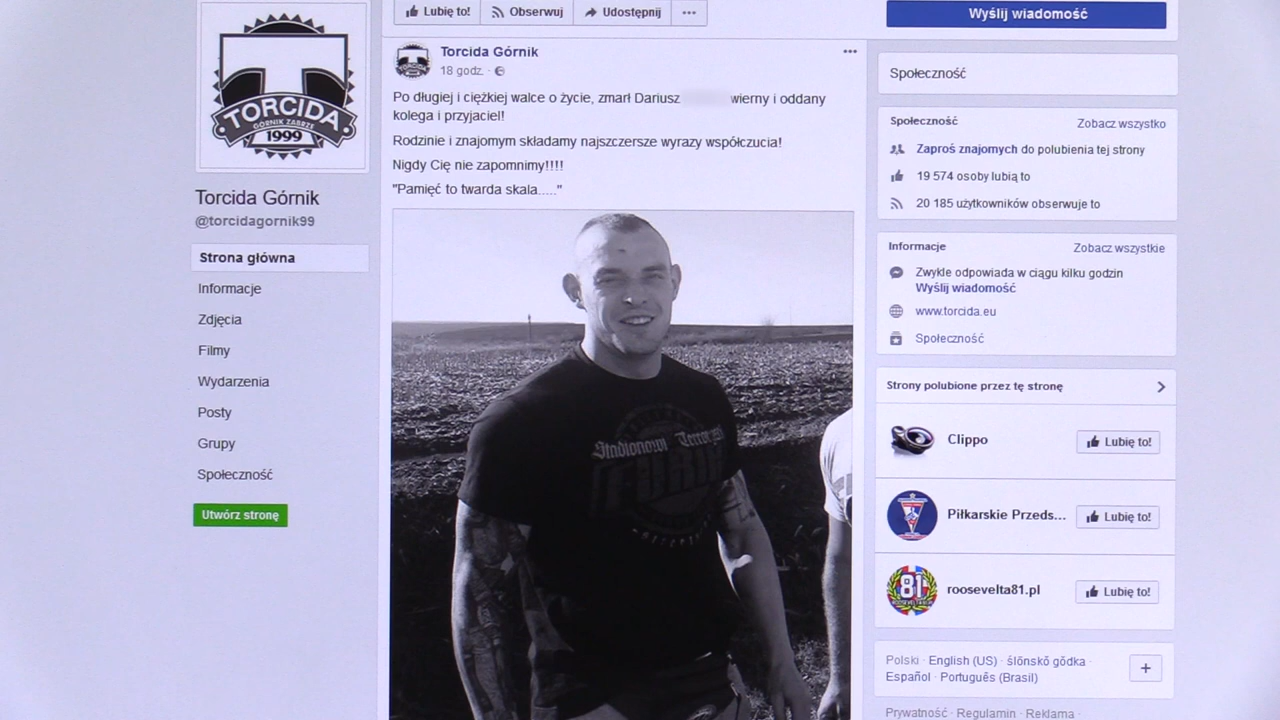 TORCIDA
GÓRNIK ZABRZE
1999
Torcida Górnik
@torcidagornik99
Strona główna
Informacje
Zdjęcia
Filmy
Wydarzenia
Posty
Grupy
Społeczność
Utwórz stronę
Lubię to! Obserwuj Udostępnij ...
Torcida Górnik
18 godz. ·
Po długiej i ciężkiej walce o życie, zmarł Dariusz wierny i oddany
kolega i przyjaciel!
Rodzinie i znajomym składamy najszczersze wyrazy współczucia!
Nigdy Cię nie zapomnimy!!!!
"Pamięć to twarda skala....."
Stadionowi
Wyślij wiadomość
Społeczność
Społeczność Zobacz wszystko
Zaproś znajomych do polubienia tej strony
19 574 osoby lubią to
20 185 użytkowników obserwuje to
Informacje Zobacz wszystkie
Zwykle odpowiada w ciągu kilku godzin
Wyślij wiadomość
www.torcida.eu
Społeczność
Strony polubione przez tę stronę
Clippo Lubię to!
Piłkarskie Przeds... Lubię to!
81
roosevelta81.pl Lubię to!
Polski · English (US) · ślōnskŏ gŏdka ·
Español · Português (Brasil)
+
Prywatność · Regulamin · Reklama ·